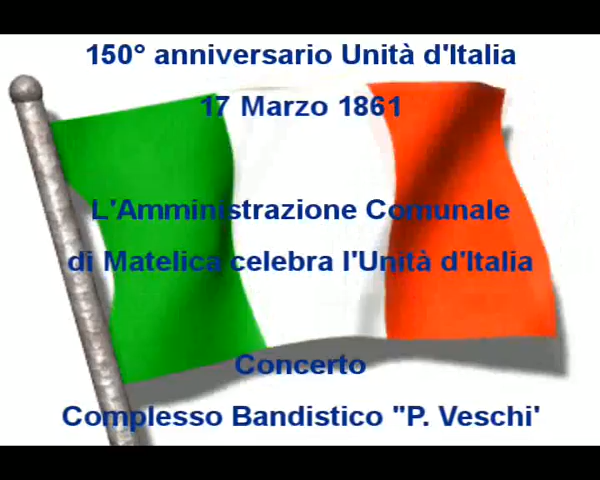 150° anniversario Unità d'Italia
17 Marzo 1861
L'Amministrazione Comunale
di Matelica celebra l'Unità d'Italia
Concerto
Complesso Bandistico "P. Veschi'